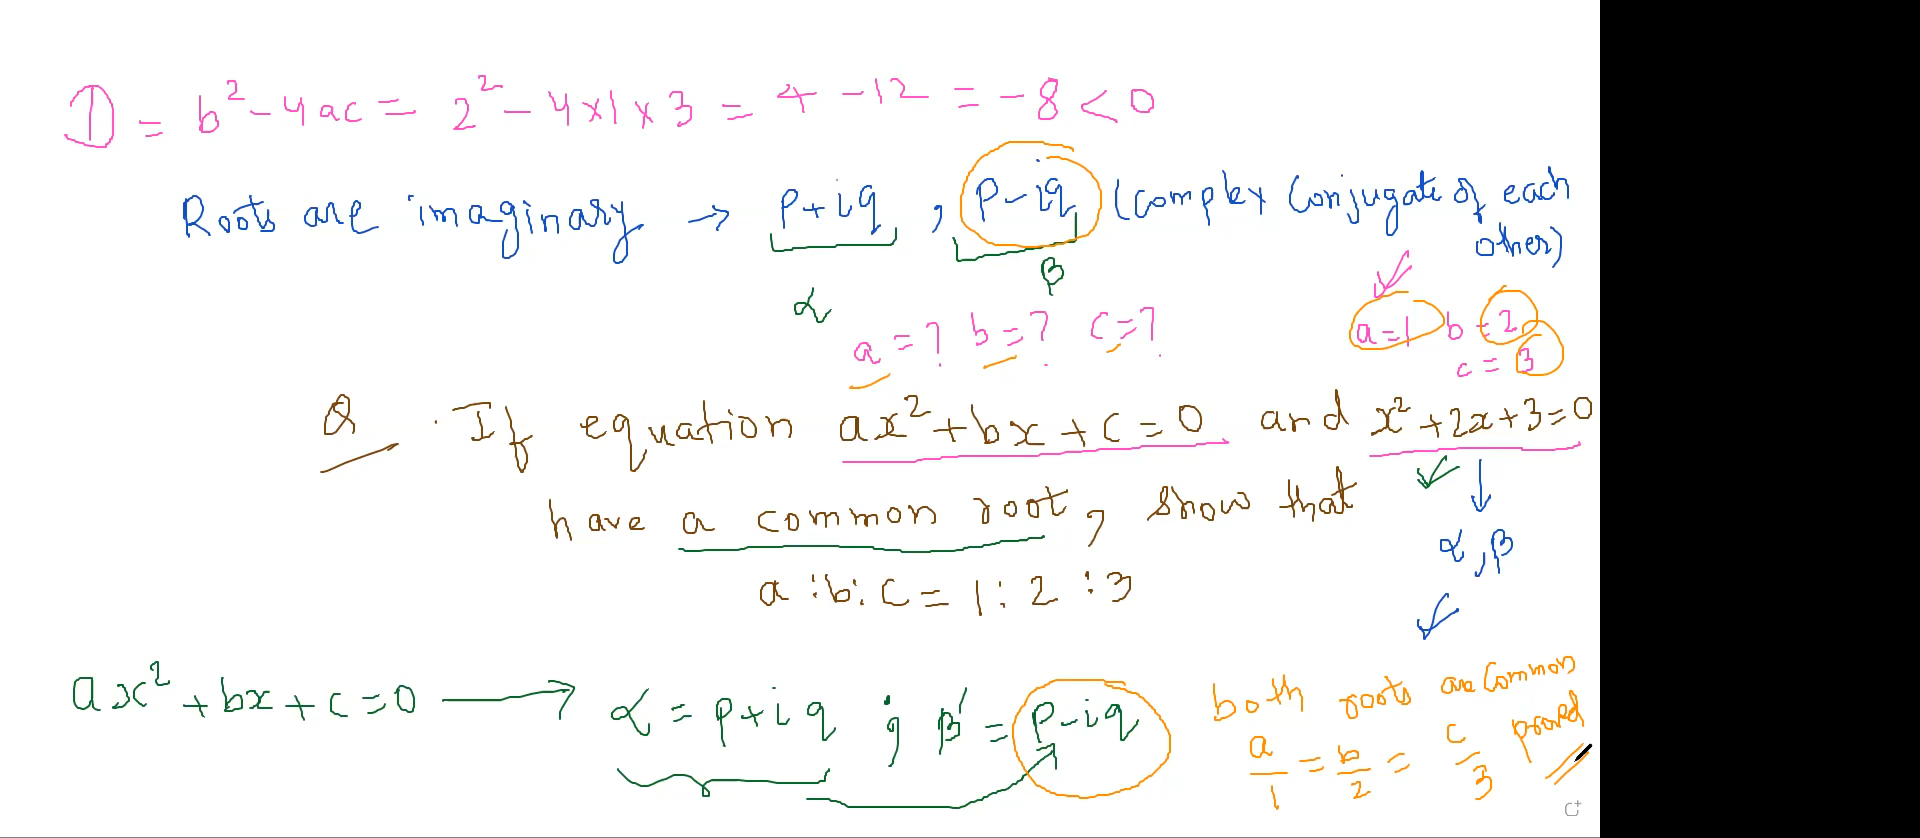 D = b² - 4ac = 2² - 4×1×3 = 4 - 12 = -8 < 0
Roots are imaginary → p+iq , p-iq (Complex Conjugate of each other)
α β
a=? b=? c=? a=1 b=2 c=3
Q. If equation ax²+bx+c=0 and x²+2x+3=0
have a common root, show that
α,β
a:b:c = 1:2:3
ax²+bx+c=0 → α = p+iq ; β' = p-iq
both roots are Common
a/1 = b/2 = c/3 proved